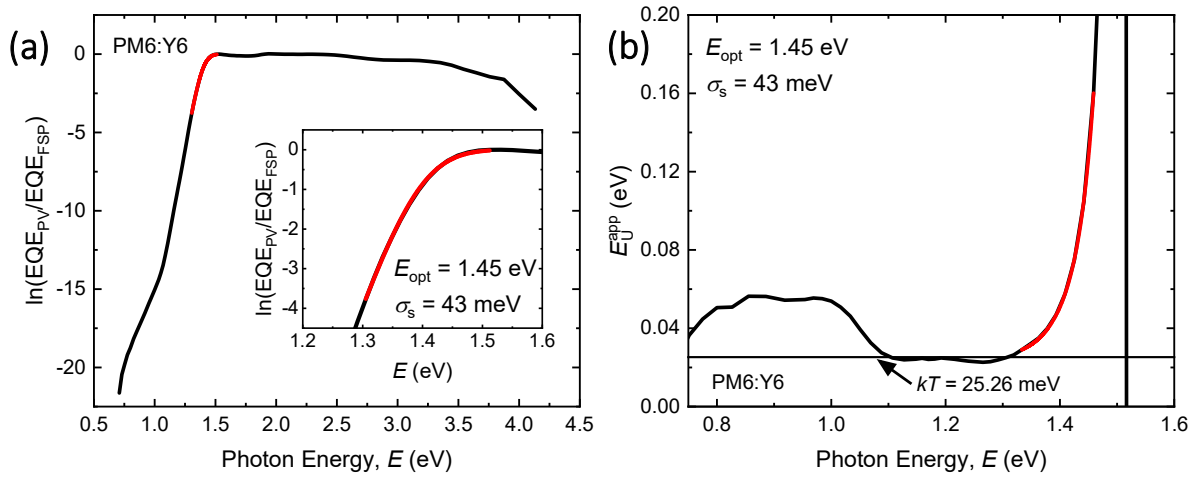 (a)
PM6:Y6
ln(EQE_PV/EQE_FSP)
0
-5
-10
-15
-20
0.5 1.0 1.5 2.0 2.5 3.0 3.5 4.0 4.5
Photon Energy, E (eV)
ln(EQE_PV/EQE_FSP)
0
-1
-2
-3
-4
E_opt = 1.45 eV
σ_s = 43 meV
1.2 1.3 1.4 1.5 1.6
E (eV)
(b)
E_opt = 1.45 eV
σ_s = 43 meV
E_U^app (eV)
0.20
0.16
0.12
0.08
0.04
0.00
PM6:Y6
kT = 25.26 meV
0.8 1.0 1.2 1.4 1.6
Photon Energy, E (eV)